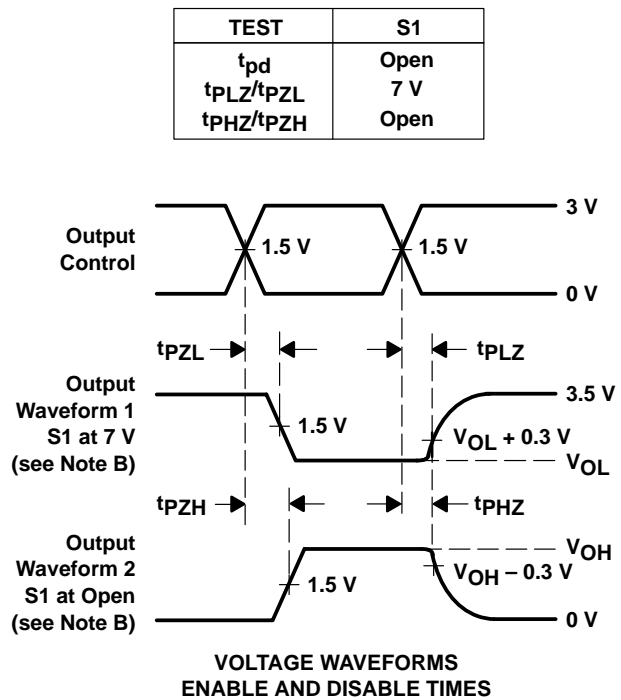 TEST S1
tpd Open
tPLZ/tPZL 7 V
tPHZ/tPZH Open
3 V
Output
Control
1.5 V 1.5 V
0 V
tPZL tPLZ
Output
Waveform 1
S1 at 7 V
(see Note B)
3.5 V
1.5 V
VOL + 0.3 V
VOL
tPZH tPHZ
Output
Waveform 2
S1 at Open
(see Note B)
VOH
VOH – 0.3 V
1.5 V
0 V
VOLTAGE WAVEFORMS
ENABLE AND DISABLE TIMES